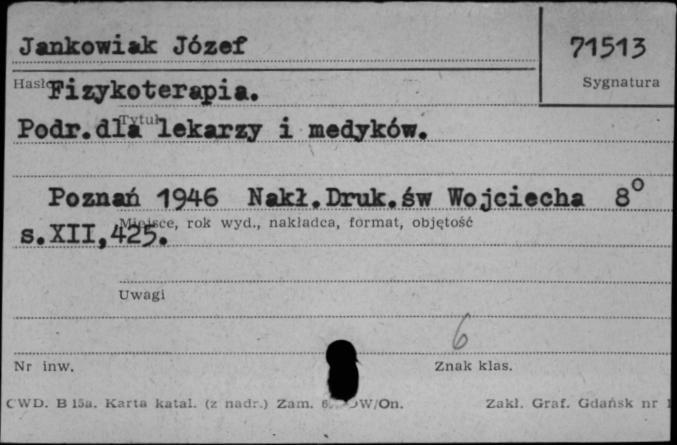 Jankowiak Józef
71513
Hasło
Sygnatura
Fizykoterapia.
Tytuł
Podr.dla lekarzy i medyków.
Poznań 1946 Nakł.Druk.św Wojciecha 8°
Miejsce, rok wyd., nakładca, format, objętość
s.XII,425.
Uwagi
6
Nr inw.
Znak klas.
CWD. B 15a. Karta katal. (z nadr.) Zam. W/On.
Zakł. Graf. Gdańsk nr 1